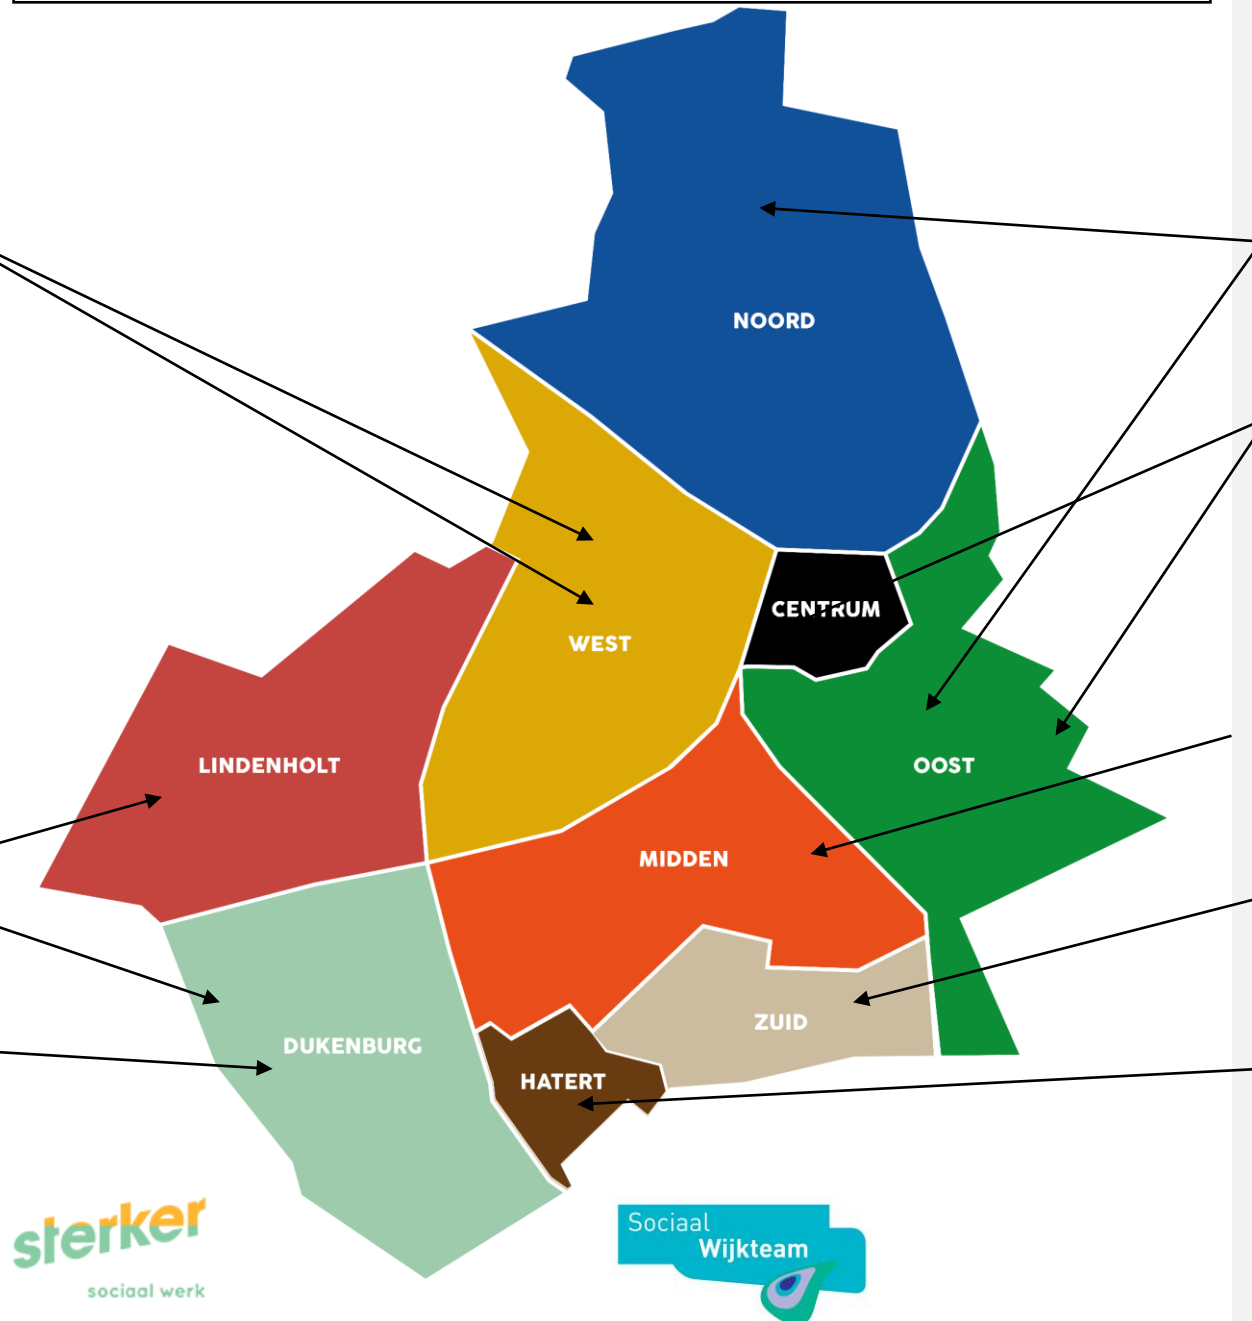 NOORD
CENTRUM
WEST
LINDENHOLT
OOST
MIDDEN
ZUID
DUKENBURG
HATERT
sterker
sociaal werk
Sociaal
Wijkteam